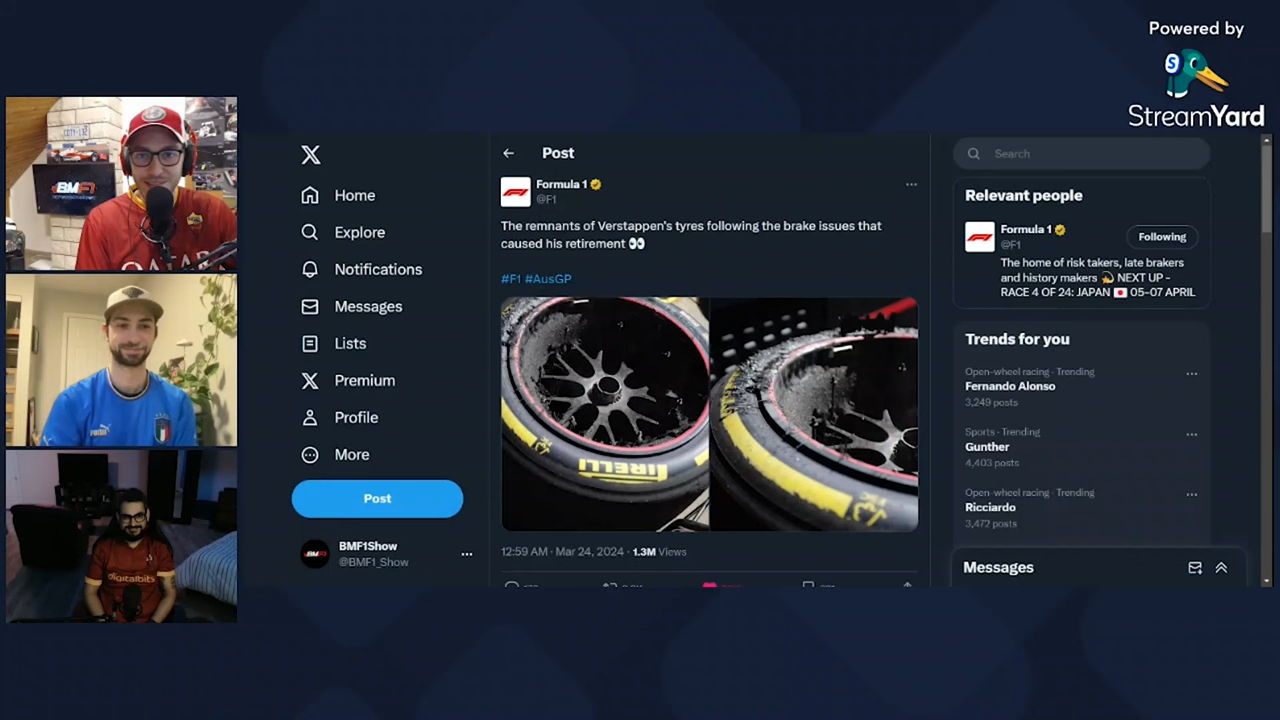 Powered by
StreamYard
BMF1
QATAR
digitalbits
X
Home
Explore
Notifications
Messages
Lists
Premium
Profile
More
Post
BMF1Show
@BMF1_Show
Post
Formula 1
@F1
The remnants of Verstappen's tyres following the brake issues that
caused his retirement 👀
#F1 #AusGP
PIRELLI
12:59 AM · Mar 24, 2024 · 1.3M Views
Search
Relevant people
Formula 1
@F1
Following
The home of risk takers, late brakers
and history makers 💫 NEXT UP -
RACE 4 OF 24: JAPAN 🇯🇵 05-07 APRIL
Trends for you
Open-wheel racing · Trending
Fernando Alonso
3,249 posts
Sports · Trending
Gunther
4,403 posts
Open-wheel racing · Trending
Ricciardo
3,472 posts
Messages